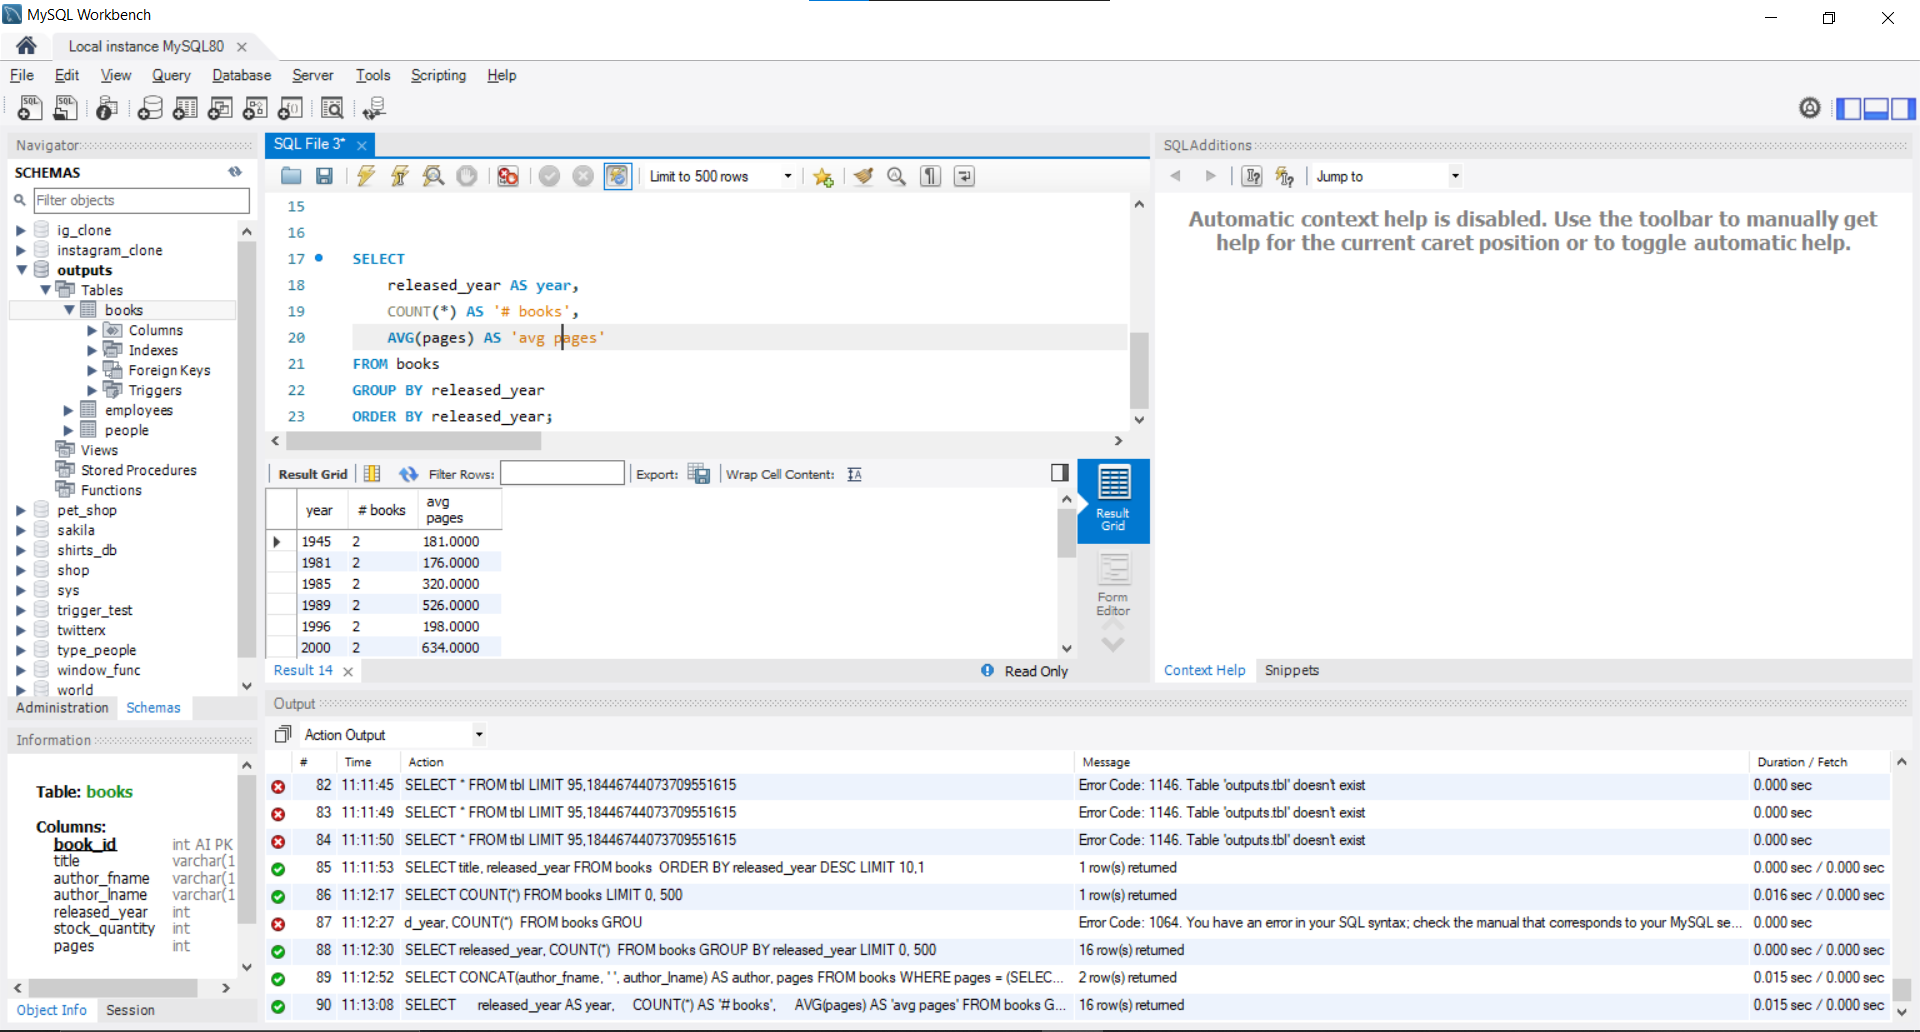 MySQL Workbench
Local instance MySQL80
File Edit View Query Database Server Tools Scripting Help
Navigator
SCHEMAS
Filter objects
ig_clone
instagram_clone
outputs
Tables
books
Columns
Indexes
Foreign Keys
Triggers
employees
people
Views
Stored Procedures
Functions
pet_shop
sakila
shirts_db
shop
sys
trigger_test
twitterx
type_people
window_func
world
Administration Schemas
Information
Table: books
Columns:
book_id int AI PK
title varchar(1
author_fname varchar(1
author_lname varchar(1
released_year int
stock_quantity int
pages int
Object Info Session
SQL File 3*
Limit to 500 rows
15
16
17 SELECT
18 released_year AS year,
19 COUNT(*) AS '# books',
20 AVG(pages) AS 'avg pages'
21 FROM books
22 GROUP BY released_year
23 ORDER BY released_year;
Result Grid Filter Rows: Export: Wrap Cell Content:
year # books avg pages
1945 2 181.0000
1981 2 176.0000
1985 2 320.0000
1989 2 526.0000
1996 2 198.0000
2000 2 634.0000
Result Grid
Form Editor
Result 14 Read Only
SQLAdditions
Jump to
Automatic context help is disabled. Use the toolbar to manually get
help for the current caret position or to toggle automatic help.
Context Help Snippets
Output
Action Output
# Time Action Message Duration / Fetch
82 11:11:45 SELECT * FROM tbl LIMIT 95,18446744073709551615 Error Code: 1146. Table 'outputs.tbl' doesn't exist 0.000 sec
83 11:11:49 SELECT * FROM tbl LIMIT 95,18446744073709551615 Error Code: 1146. Table 'outputs.tbl' doesn't exist 0.000 sec
84 11:11:50 SELECT * FROM tbl LIMIT 95,18446744073709551615 Error Code: 1146. Table 'outputs.tbl' doesn't exist 0.000 sec
85 11:11:53 SELECT title, released_year FROM books ORDER BY released_year DESC LIMIT 10,1 1 row(s) returned 0.000 sec / 0.000 sec
86 11:12:17 SELECT COUNT(*) FROM books LIMIT 0, 500 1 row(s) returned 0.016 sec / 0.000 sec
87 11:12:27 d_year, COUNT(*) FROM books GROU Error Code: 1064. You have an error in your SQL syntax; check the manual that corresponds to your MySQL se... 0.000 sec
88 11:12:30 SELECT released_year, COUNT(*) FROM books GROUP BY released_year LIMIT 0, 500 16 row(s) returned 0.000 sec / 0.000 sec
89 11:12:52 SELECT CONCAT(author_fname, ' ', author_lname) AS author, pages FROM books WHERE pages = (SELEC... 2 row(s) returned 0.015 sec / 0.000 sec
90 11:13:08 SELECT released_year AS year, COUNT(*) AS '# books', AVG(pages) AS 'avg pages' FROM books G... 16 row(s) returned 0.015 sec / 0.000 sec